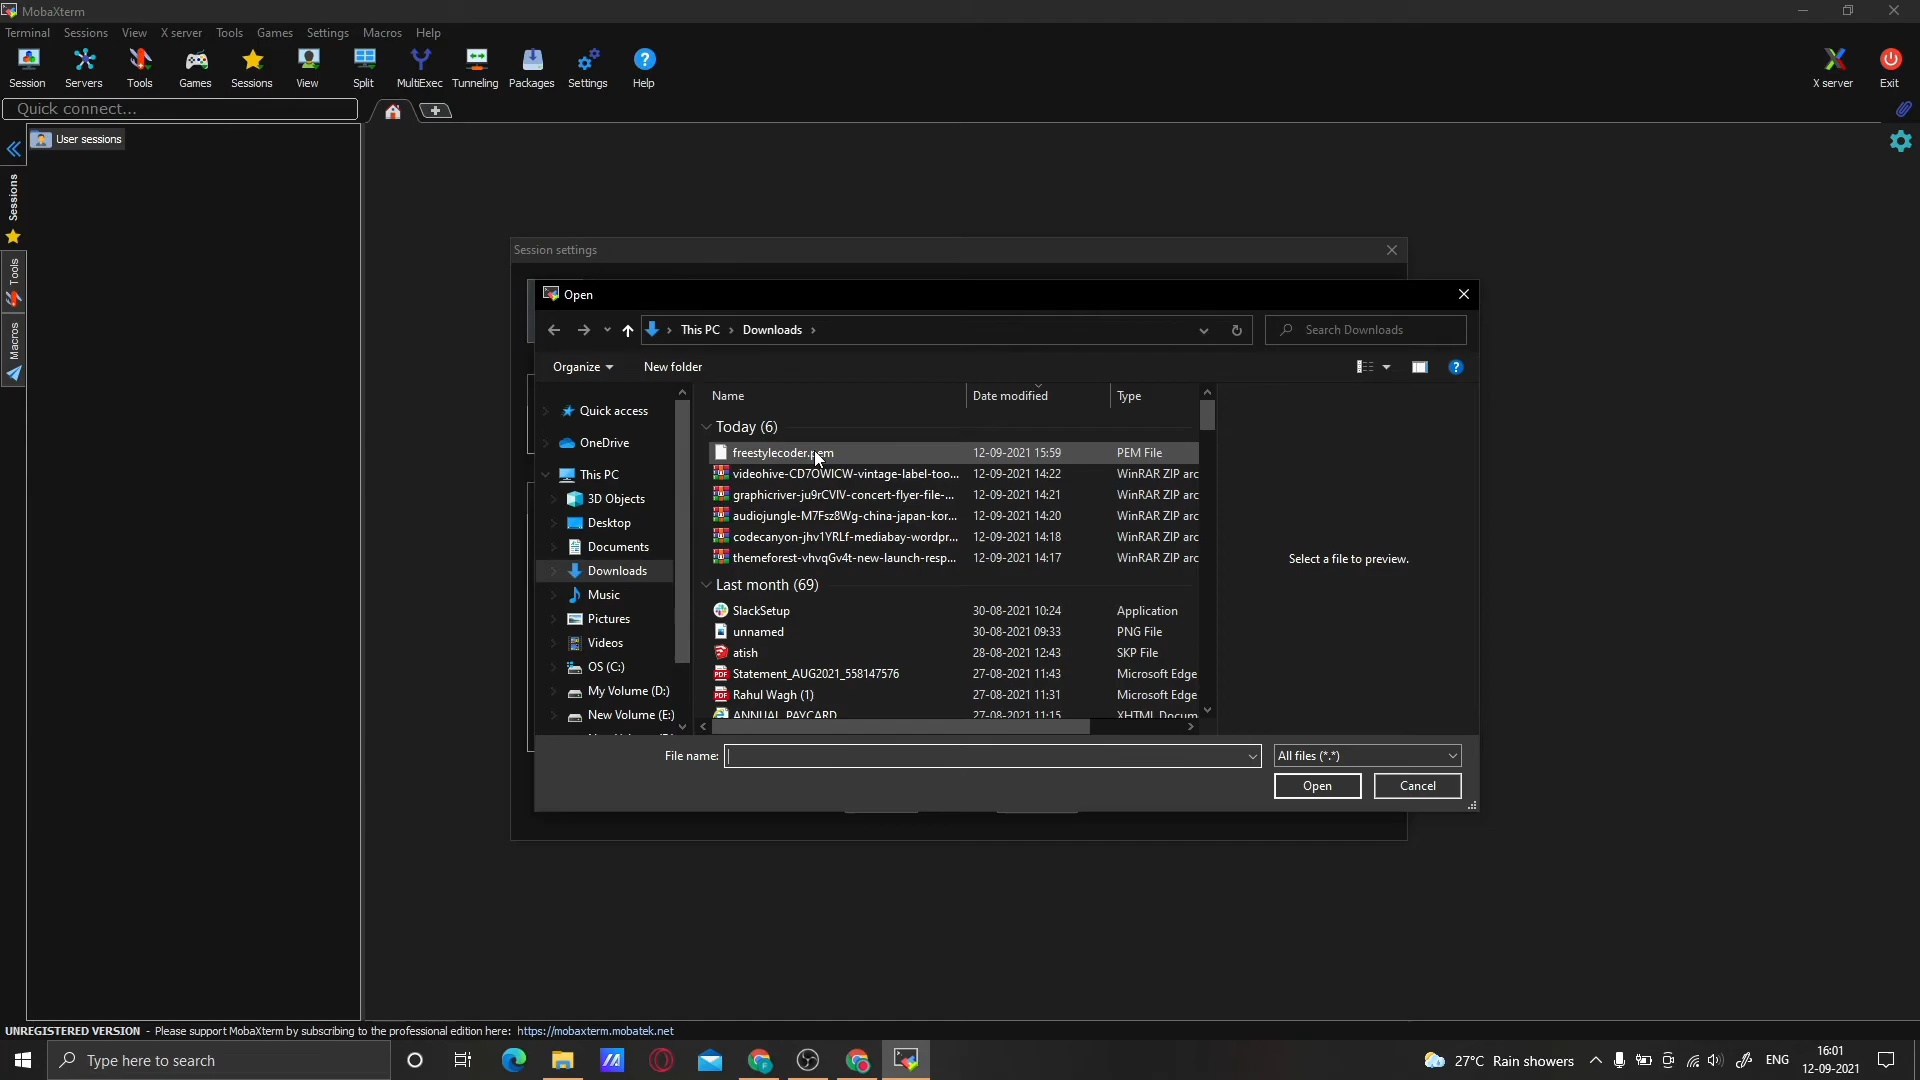 MobaXterm
Terminal Sessions View X server Tools Games Settings Macros Help
Session Servers Tools Games Sessions View Split MultiExec Tunneling Packages Settings Help X server Exit
Quick connect...
User sessions
Sessions
Tools
Macros
Session settings
Open
This PC Downloads
Search Downloads
Organize New folder
Name Date modified Type
Quick access
OneDrive
This PC
3D Objects
Desktop
Documents
Downloads
Music
Pictures
Videos
OS (C:)
My Volume (D:)
New Volume (E:)
Today (6)
freestylecoder.pem 12-09-2021 15:59 PEM File
videohive-CD7OWICW-vintage-label-too... 12-09-2021 14:22 WinRAR ZIP arc
graphicriver-ju9rCVIV-concert-flyer-file-... 12-09-2021 14:21 WinRAR ZIP arc
audiojungle-M7Fsz8Wg-china-japan-kor... 12-09-2021 14:20 WinRAR ZIP arc
codecanyon-jhv1YRLf-mediabay-wordpr... 12-09-2021 14:18 WinRAR ZIP arc
themeforest-vhvqGv4t-new-launch-resp... 12-09-2021 14:17 WinRAR ZIP arc
Last month (69)
SlackSetup 30-08-2021 10:24 Application
unnamed 30-08-2021 09:33 PNG File
atish 28-08-2021 12:43 SKP File
Statement_AUG2021_558147576 27-08-2021 11:43 Microsoft Edge
Rahul Wagh (1) 27-08-2021 11:31 Microsoft Edge
ANNUAL_PAYCARD 27-08-2021 11:15 XHTML Docum
Select a file to preview.
File name: All files (*.*)
Open Cancel
UNREGISTERED VERSION - Please support MobaXterm by subscribing to the professional edition here: https://mobaxterm.mobatek.net
Type here to search
27°C Rain showers
ENG
16:01
12-09-2021